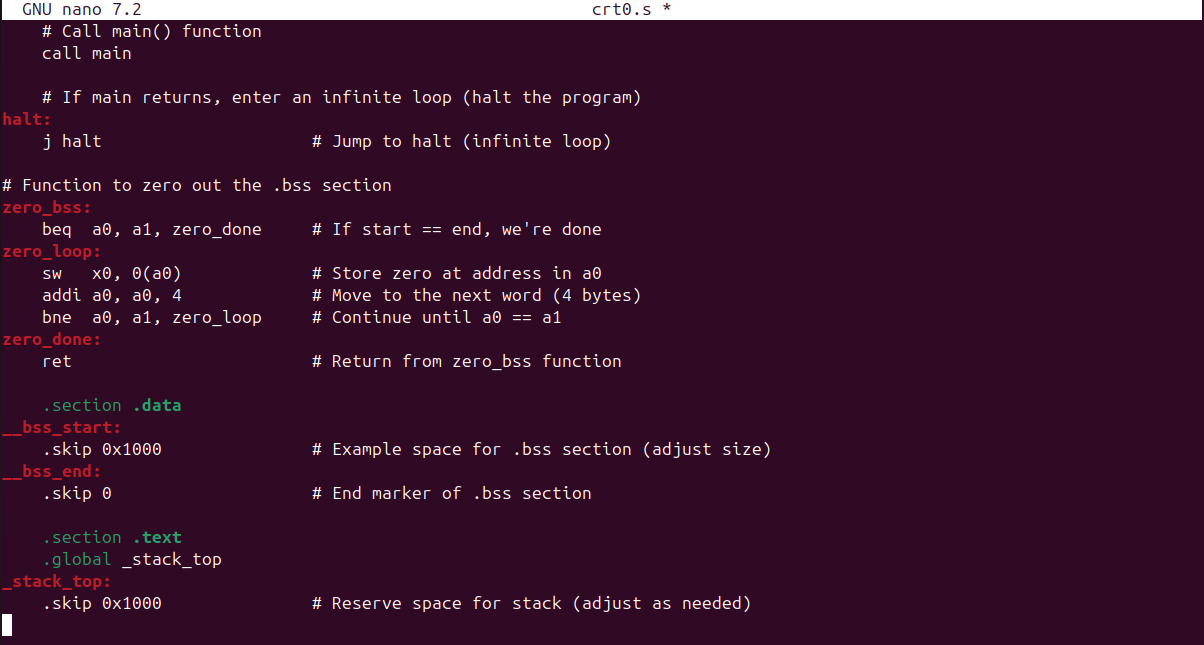 GNU nano 7.2 crt0.s *
# Call main() function
call main
# If main returns, enter an infinite loop (halt the program)
halt:
j halt # Jump to halt (infinite loop)
# Function to zero out the .bss section
zero_bss:
beq a0, a1, zero_done # If start == end, we're done
zero_loop:
sw x0, 0(a0) # Store zero at address in a0
addi a0, a0, 4 # Move to the next word (4 bytes)
bne a0, a1, zero_loop # Continue until a0 == a1
zero_done:
ret # Return from zero_bss function
.section .data
__bss_start:
.skip 0x1000 # Example space for .bss section (adjust size)
__bss_end:
.skip 0 # End marker of .bss section
.section .text
.global _stack_top
_stack_top:
.skip 0x1000 # Reserve space for stack (adjust as needed)